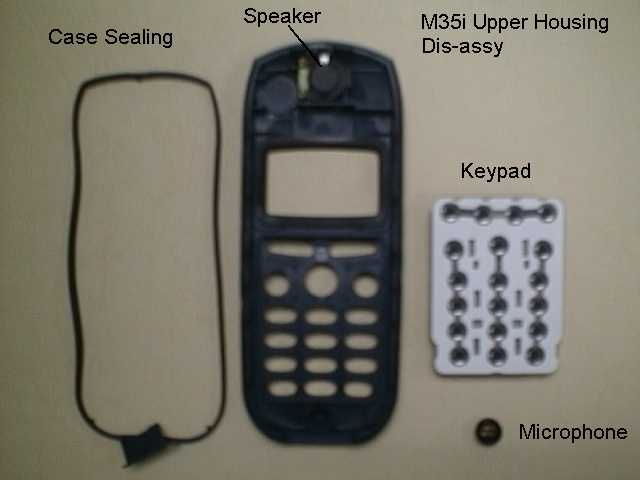 Speaker
Case Sealing
M35i Upper Housing
Dis-assy
Keypad
Microphone